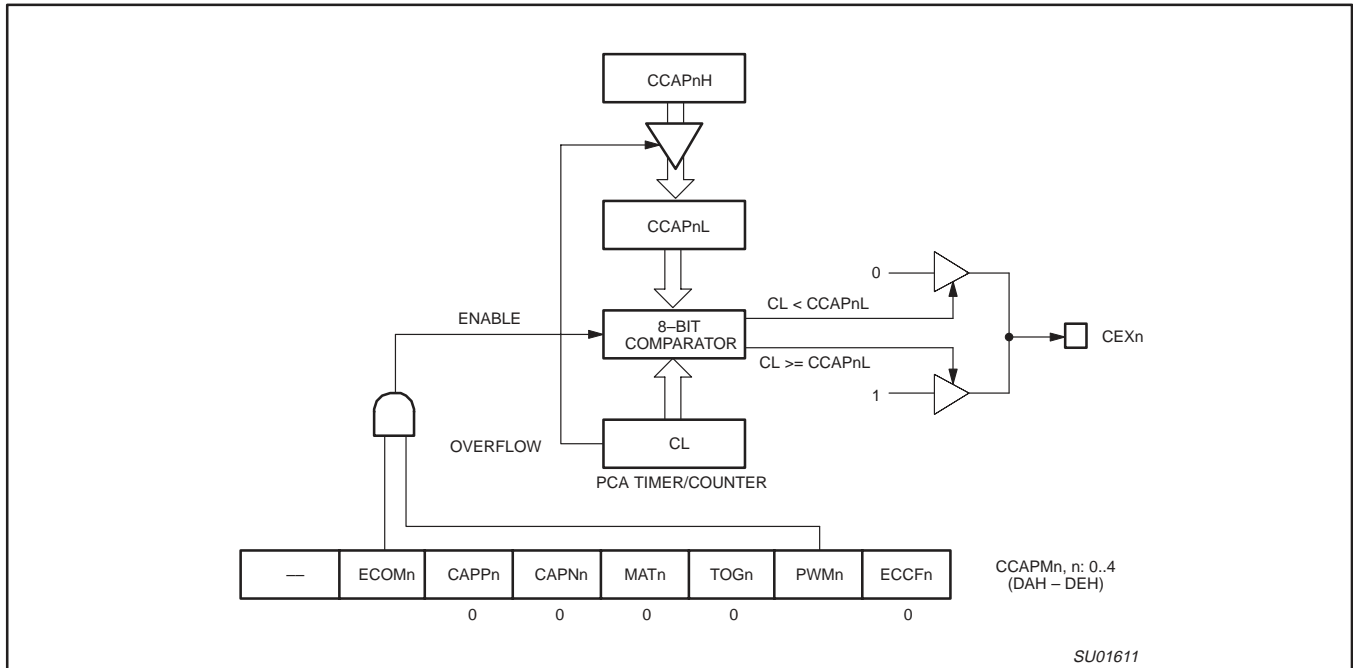 CCAPnH
CCAPnL
0
CL < CCAPnL
ENABLE
8–BIT
COMPARATOR
CEXn
CL >= CCAPnL
1
OVERFLOW
CL
PCA TIMER/COUNTER
— ECOMn CAPPn CAPNn MATn TOGn PWMn ECCFn
CCAPMn, n: 0..4
(DAH – DEH)
0 0 0 0 0
SU01611